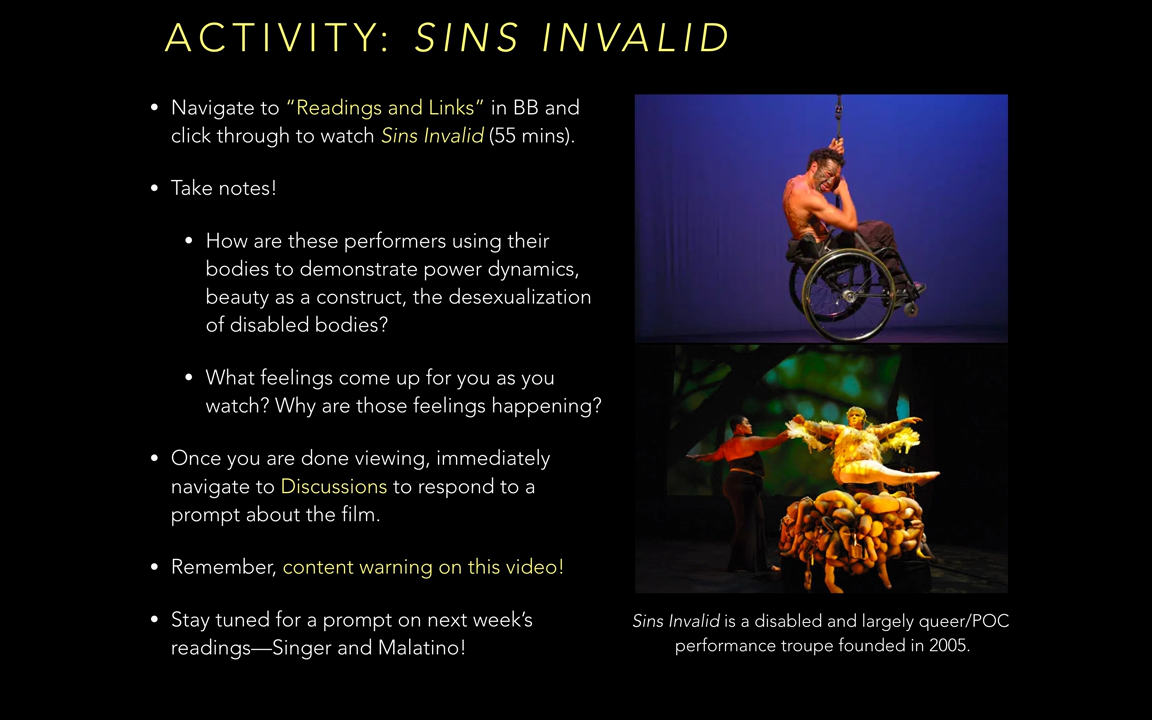 ACTIVITY: SINS INVALID
• Navigate to “Readings and Links” in BB and
click through to watch Sins Invalid (55 mins).
• Take notes!
• How are these performers using their
bodies to demonstrate power dynamics,
beauty as a construct, the desexualization
of disabled bodies?
• What feelings come up for you as you
watch? Why are those feelings happening?
• Once you are done viewing, immediately
navigate to Discussions to respond to a
prompt about the film.
• Remember, content warning on this video!
• Stay tuned for a prompt on next week’s
readings—Singer and Malatino!
Sins Invalid is a disabled and largely queer/POC
performance troupe founded in 2005.